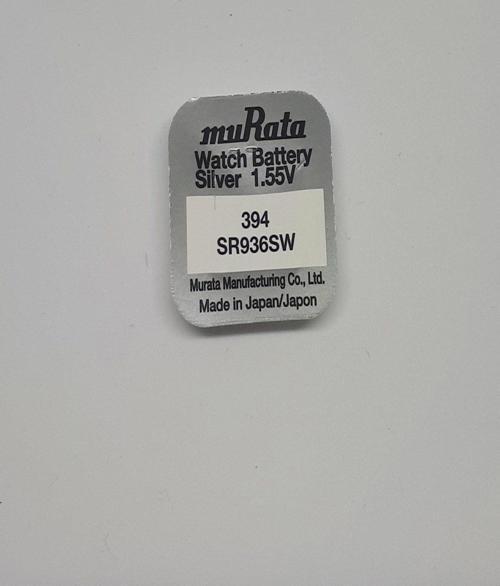 muRata
Watch Battery
Silver 1.55V
394
SR936SW
Murata Manufacturing Co., Ltd.
Made in Japan/Japon